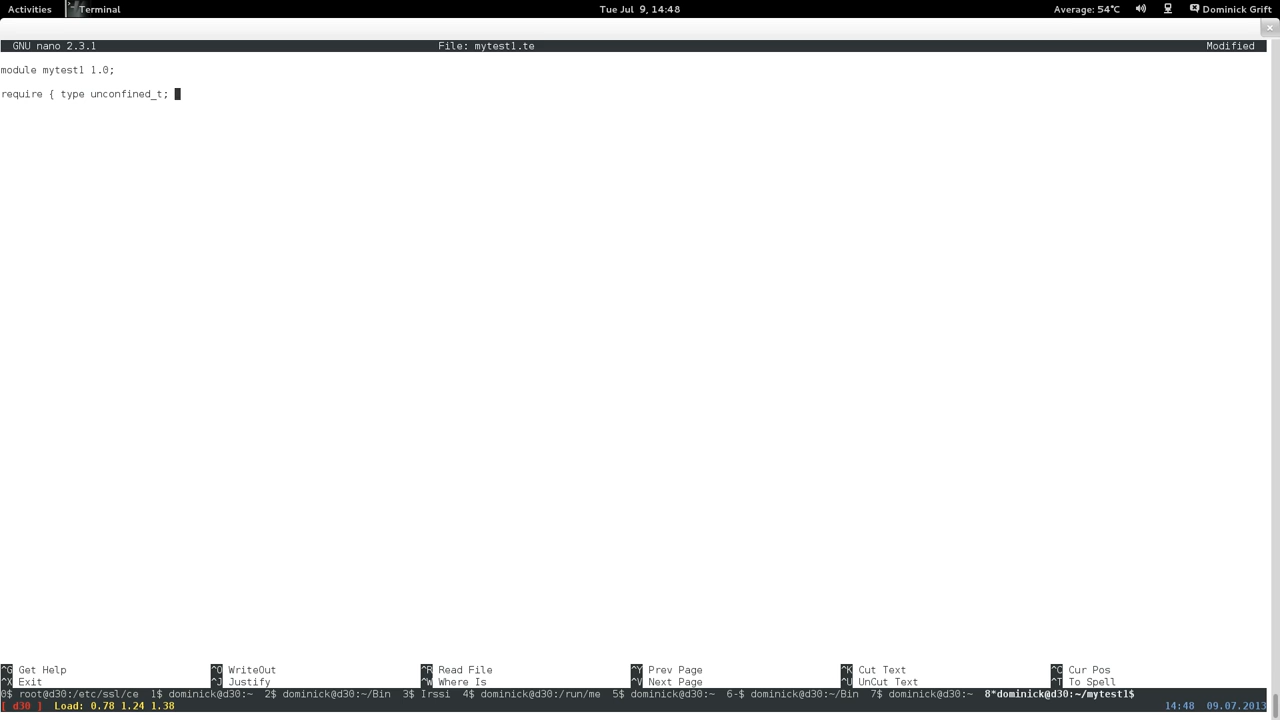 Activities Terminal Tue Jul 9, 14:48 Average: 54°C Dominick Grift
GNU nano 2.3.1 File: mytest1.te Modified
module mytest1 1.0;
require { type unconfined_t;
^G Get Help ^O WriteOut ^R Read File ^Y Prev Page ^K Cut Text ^C Cur Pos
^X Exit ^J Justify ^W Where Is ^V Next Page ^U UnCut Text ^T To Spell
0$ root@d30:/etc/ssl/ce 1$ dominick@d30:~ 2$ dominick@d30:~/Bin 3$ Irssi 4$ dominick@d30:/run/me 5$ dominick@d30:~ 6-$ dominick@d30:~/Bin 7$ dominick@d30:~ 8*dominick@d30:~/mytest1$
[ d30 ] Load: 0.78 1.24 1.38 14:48 09.07.2013